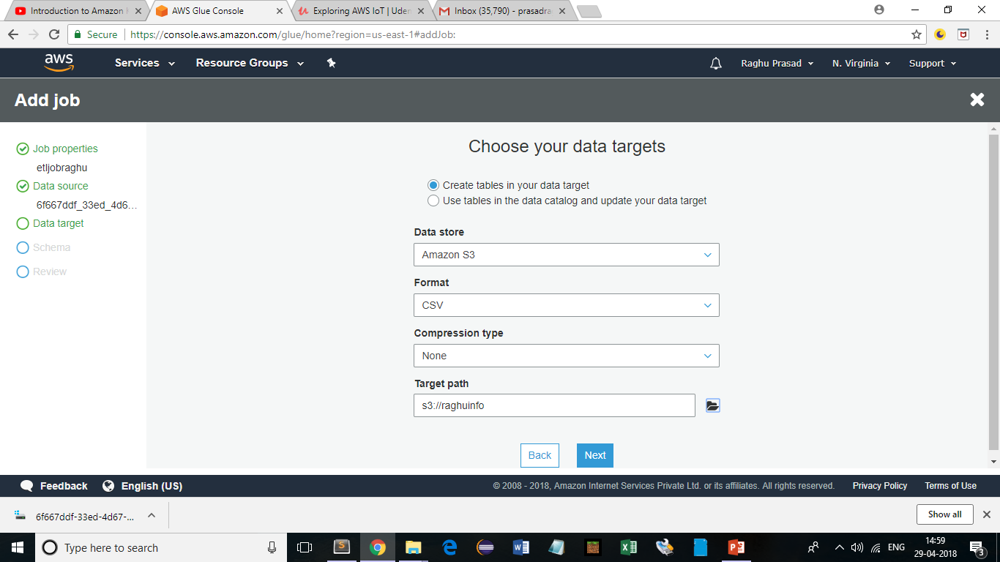 Introduction to Amazon
AWS Glue Console
Exploring AWS IoT | Uder
Inbox (35,790) - prasadra
Secure
https://console.aws.amazon.com/glue/home?region=us-east-1#addJob:
aws
Services
Resource Groups
Raghu Prasad
N. Virginia
Support
Add job
Job properties
etljobraghu
Data source
6f667ddf_33ed_4d6...
Data target
Schema
Review
Choose your data targets
Create tables in your data target
Use tables in the data catalog and update your data target
Data store
Amazon S3
Format
CSV
Compression type
None
Target path
s3://raghuinfo
Back
Next
Feedback
English (US)
© 2008 - 2018, Amazon Internet Services Private Ltd. or its affiliates. All rights reserved.
Privacy Policy
Terms of Use
6f667ddf-33ed-4d67-...
Show all
Type here to search
ENG
14:59
29-04-2018
3